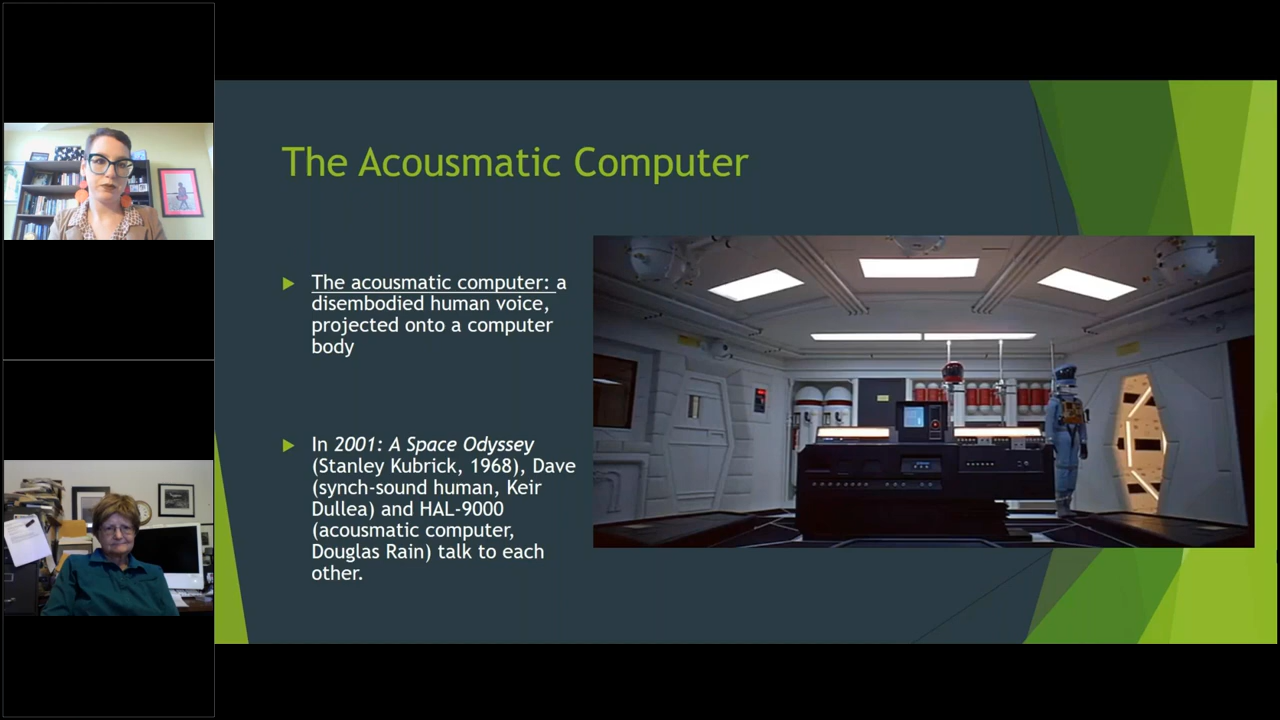 The Acousmatic Computer
The acousmatic computer: a
disembodied human voice,
projected onto a computer
body
In 2001: A Space Odyssey
(Stanley Kubrick, 1968), Dave
(synch-sound human, Keir
Dullea) and HAL-9000
(acousmatic computer,
Douglas Rain) talk to each
other.